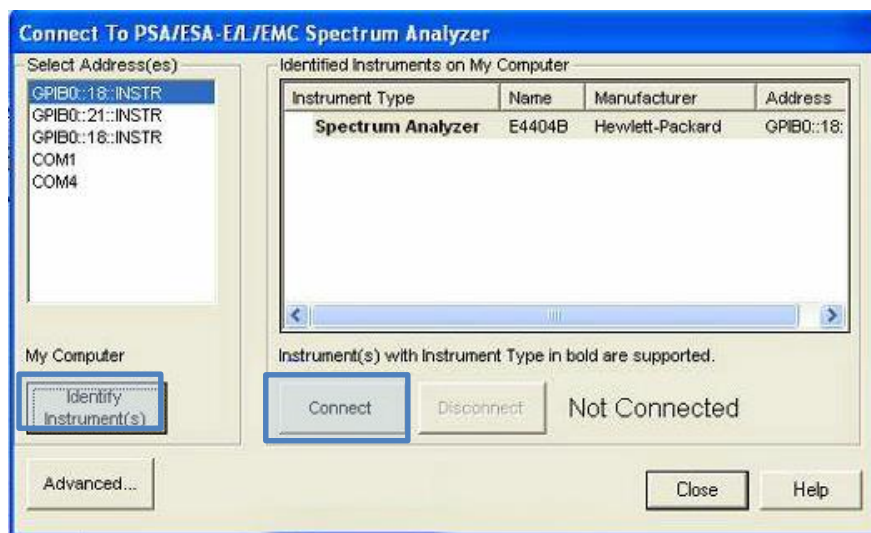 Connect To PSA/ESA-E/L/EMC Spectrum Analyzer
Select Address(es)
GPIB0::18::INSTR
GPIB0::21::INSTR
GPIB0::18::INSTR
COM1
COM4
My Computer
Identify
Instrument(s)
Identified Instruments on My Computer
Instrument Type Name Manufacturer Address
Spectrum Analyzer E4404B Hewlett-Packard GPIB0::18:
Instrument(s) with Instrument Type in bold are supported.
Connect Disconnect Not Connected
Advanced... Close Help